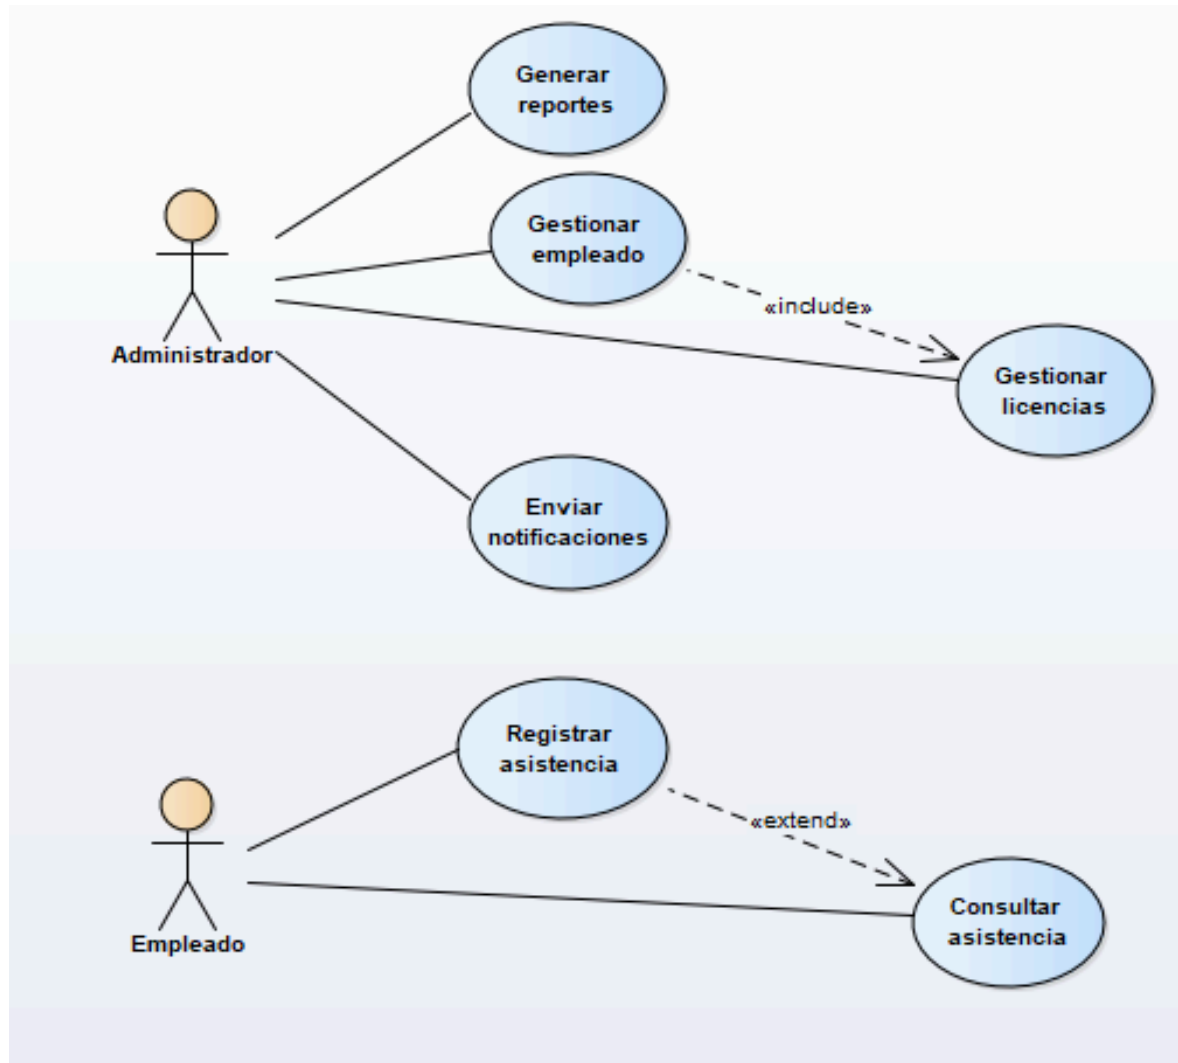 Generar
reportes
Gestionar
empleado
«include»
Administrador
Gestionar
licencias
Enviar
notificaciones
Registrar
asistencia
«extend»
Empleado
Consultar
asistencia